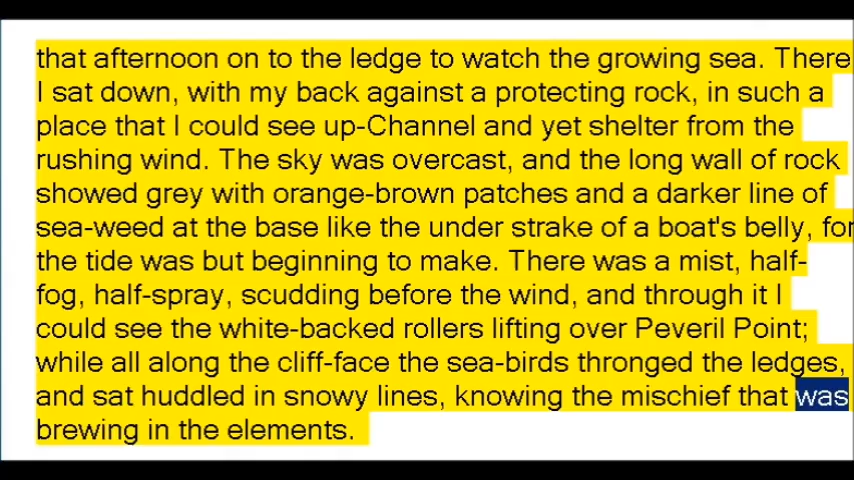 that afternoon on to the ledge to watch the growing sea. There
I sat down, with my back against a protecting rock, in such a
place that I could see up-Channel and yet shelter from the
rushing wind. The sky was overcast, and the long wall of rock
showed grey with orange-brown patches and a darker line of
sea-weed at the base like the under strake of a boat's belly, for
the tide was but beginning to make. There was a mist, half-
fog, half-spray, scudding before the wind, and through it I
could see the white-backed rollers lifting over Peveril Point;
while all along the cliff-face the sea-birds thronged the ledges,
and sat huddled in snowy lines, knowing the mischief that was
brewing in the elements.